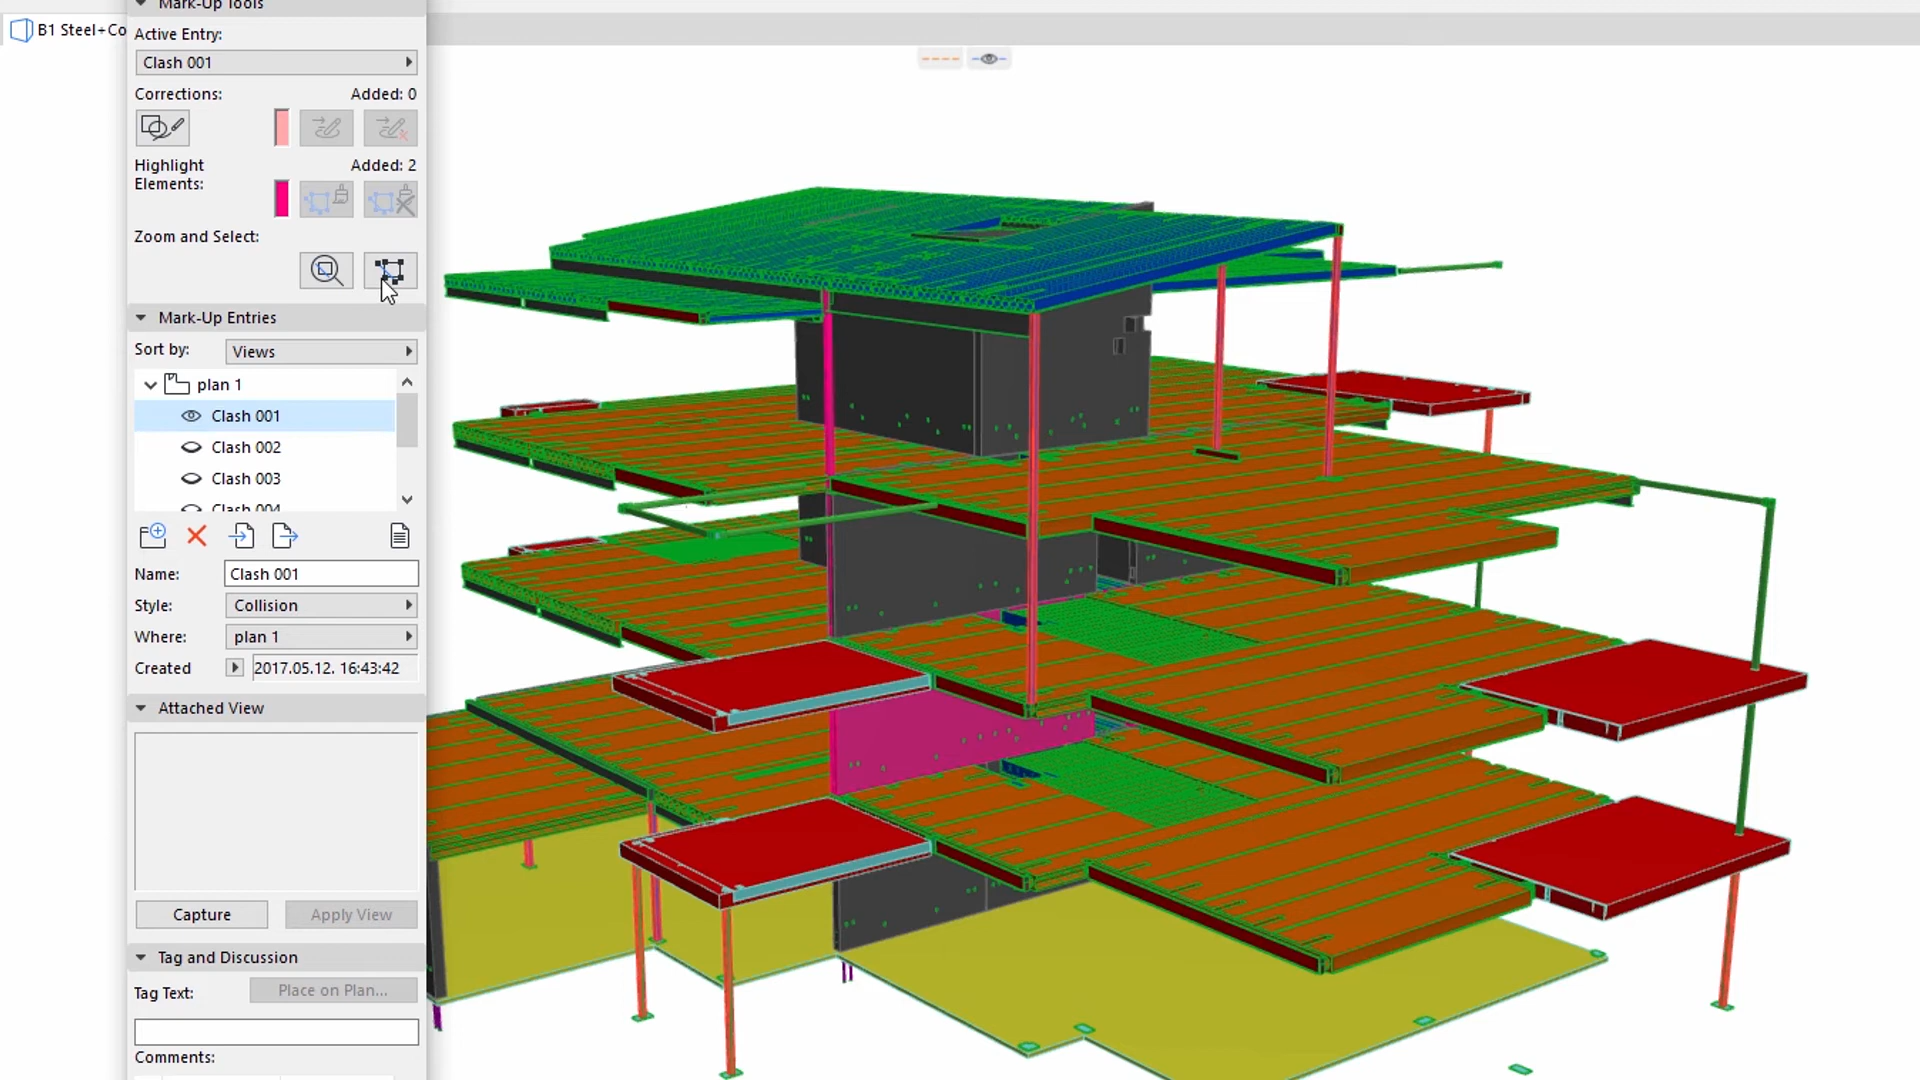 Mark-Up Tools
B1 Steel+Co
Active Entry:
Clash 001
Corrections: Added: 0
Highlight Elements: Added: 2
Zoom and Select:
Mark-Up Entries
Sort by: Views
plan 1
Clash 001
Clash 002
Clash 003
Clash 004
Name: Clash 001
Style: Collision
Where: plan 1
Created 2017.05.12. 16:43:42
Attached View
Capture Apply View
Tag and Discussion
Tag Text: Place on Plan...
Comments: